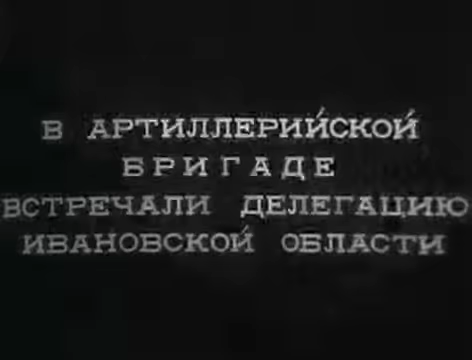 В АРТИЛЛЕРИЙСКОЙ
БРИГАДЕ
ВСТРЕЧАЛИ ДЕЛЕГАЦИЮ
ИВАНОВСКОЙ ОБЛАСТИ